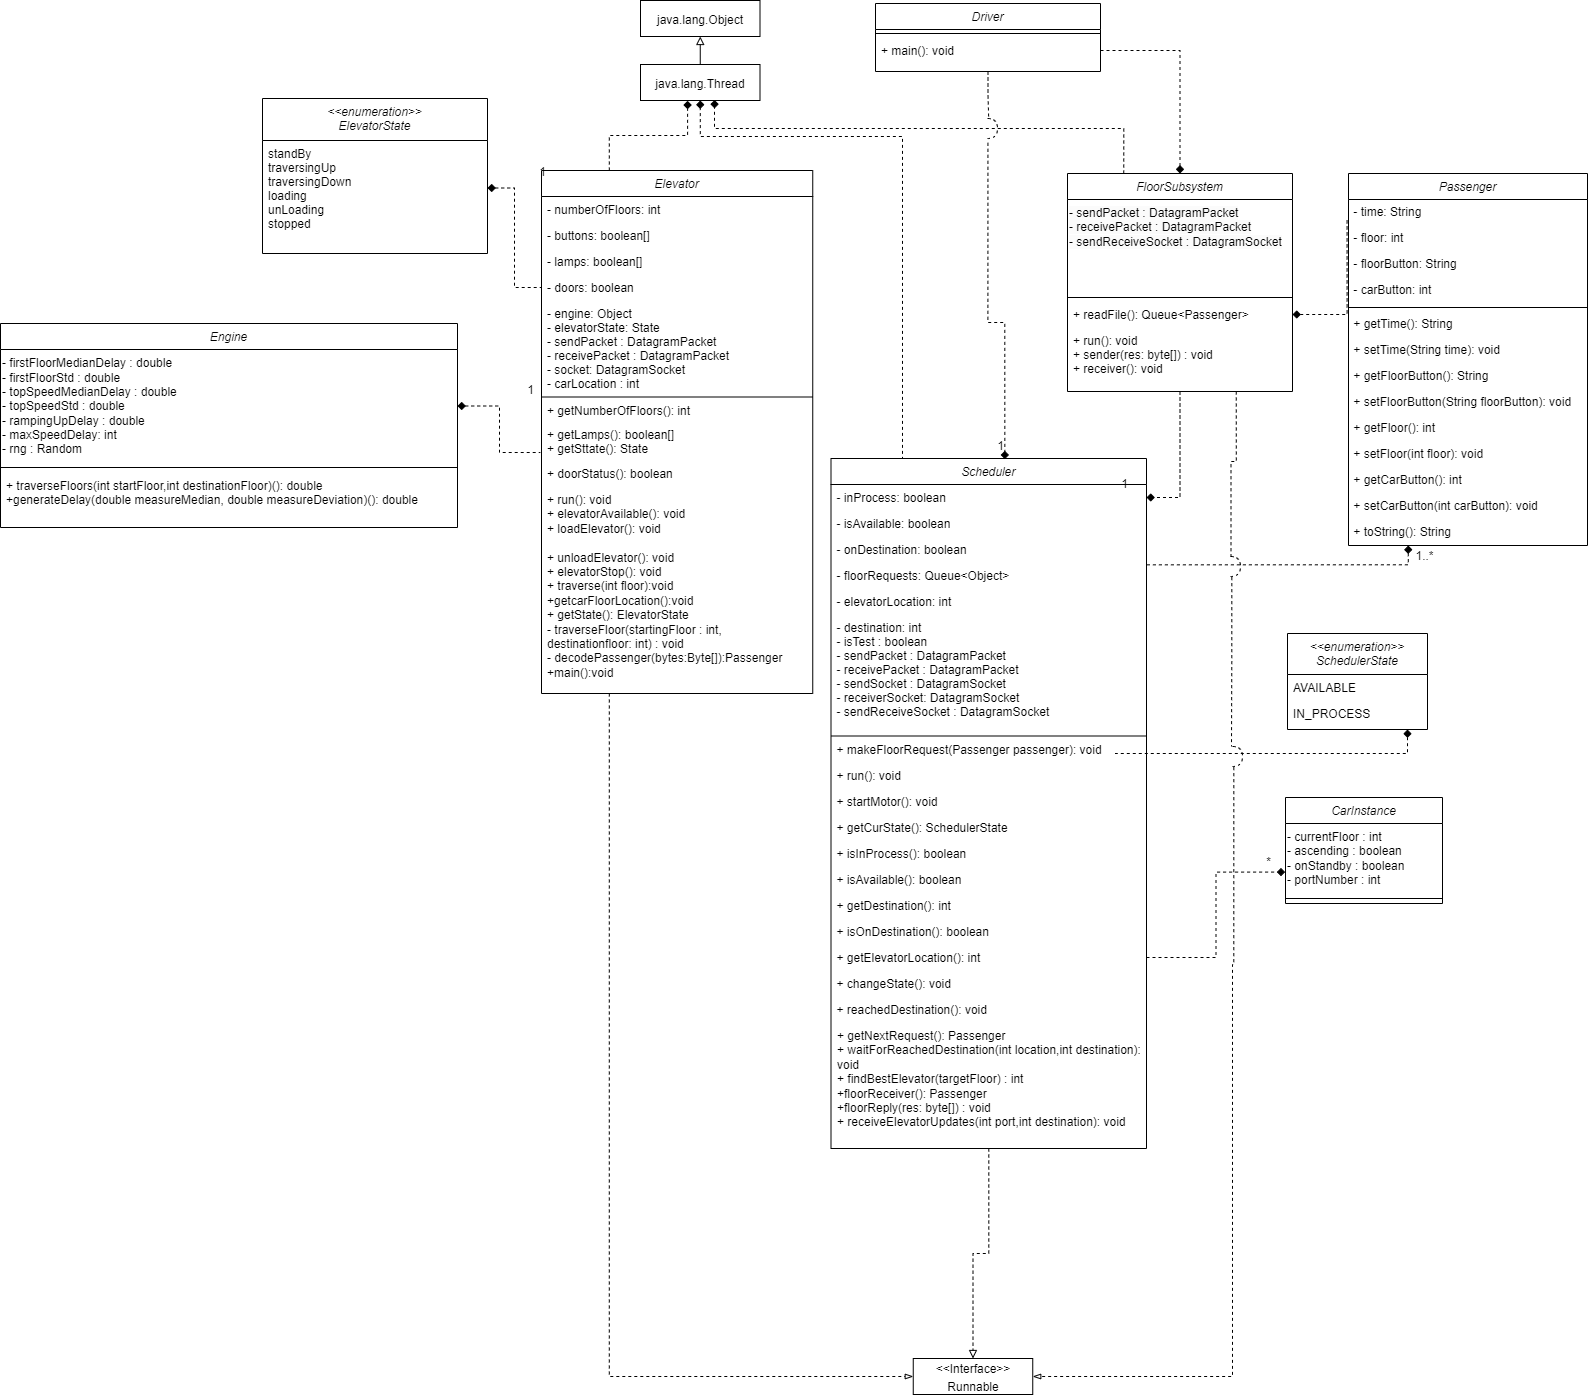 java.lang.Object
java.lang.Thread
Driver
+ main(): void
<<enumeration>>
ElevatorState
standBy
traversingUp
traversingDown
loading
unLoading
stopped
Engine
- firstFloorMedianDelay : double
- firstFloorStd : double
- topSpeedMedianDelay : double
- topSpeedStd : double
- rampingUpDelay : double
- maxSpeedDelay: int
- rng : Random
+ traverseFloors(int startFloor,int destinationFloor)(): double
+generateDelay(double measureMedian, double measureDeviation)(): double
1
1
Elevator
- numberOfFloors: int
- buttons: boolean[]
- lamps: boolean[]
- doors: boolean
- engine: Object
- elevatorState: State
- sendPacket : DatagramPacket
- receivePacket : DatagramPacket
- socket: DatagramSocket
- carLocation : int
+ getNumberOfFloors(): int
+ getLamps(): boolean[]
+ getSttate(): State
+ doorStatus(): boolean
+ run(): void
+ elevatorAvailable(): void
+ loadElevator(): void
+ unloadElevator(): void
+ elevatorStop(): void
+ traverse(int floor):void
+getcarFloorLocation():void
+ getState(): ElevatorState
- traverseFloor(startingFloor : int,
destinationfloor: int) : void
- decodePassenger(bytes:Byte[]):Passenger
+main():void
FloorSubsystem
- sendPacket : DatagramPacket
- receivePacket : DatagramPacket
- sendReceiveSocket : DatagramSocket
+ readFile(): Queue<Passenger>
+ run(): void
+ sender(res: byte[]) : void
+ receiver(): void
Passenger
- time: String
- floor: int
- floorButton: String
- carButton: int
+ getTime(): String
+ setTime(String time): void
+ getFloorButton(): String
+ setFloorButton(String floorButton): void
+ getFloor(): int
+ setFloor(int floor): void
+ getCarButton(): int
+ setCarButton(int carButton): void
+ toString(): String
1..*
1
1
Scheduler
- inProcess: boolean
- isAvailable: boolean
- onDestination: boolean
- floorRequests: Queue<Object>
- elevatorLocation: int
- destination: int
- isTest : boolean
- sendPacket : DatagramPacket
- receivePacket : DatagramPacket
- sendSocket : DatagramSocket
- receiverSocket: DatagramSocket
- sendReceiveSocket : DatagramSocket
+ makeFloorRequest(Passenger passenger): void
+ run(): void
+ startMotor(): void
+ getCurState(): SchedulerState
+ isInProcess(): boolean
+ isAvailable(): boolean
+ getDestination(): int
+ isOnDestination(): boolean
+ getElevatorLocation(): int
+ changeState(): void
+ reachedDestination(): void
+ getNextRequest(): Passenger
+ waitForReachedDestination(int location,int destination):
void
+ findBestElevator(targetFloor) : int
+floorReceiver(): Passenger
+floorReply(res: byte[]) : void
+ receiveElevatorUpdates(int port,int destination): void
<<enumeration>>
SchedulerState
AVAILABLE
IN_PROCESS
*
CarInstance
- currentFloor : int
- ascending : boolean
- onStandby : boolean
- portNumber : int
<<Interface>>
Runnable